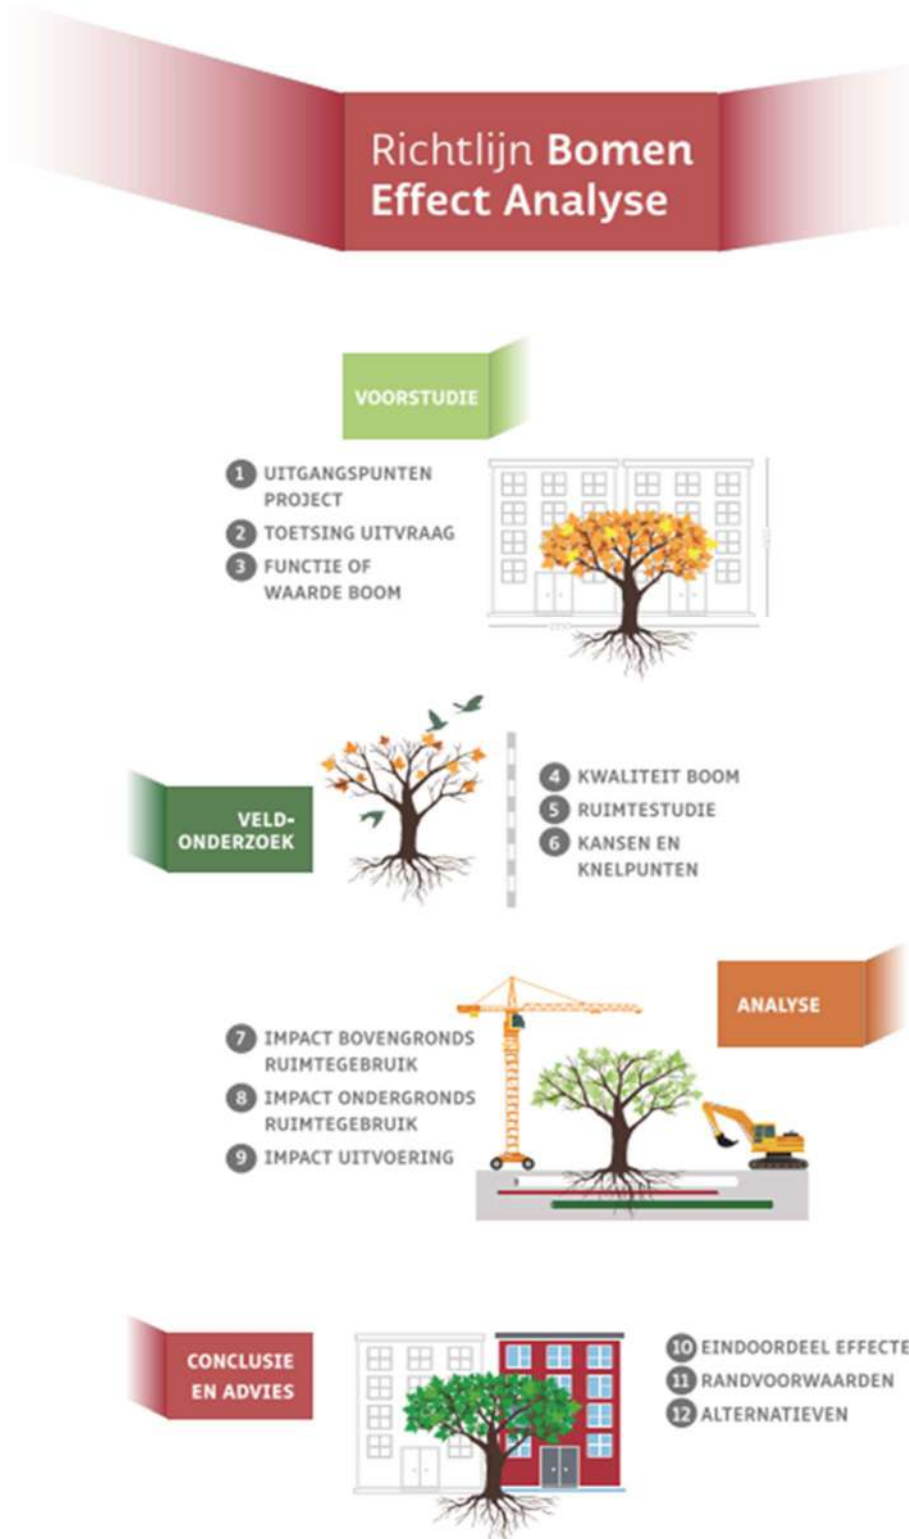 Richtlijn Bomen
Effect Analyse
VOORSTUDIE
1 UITGANGSPUNTEN
PROJECT
2 TOETSING UITVRAAG
3 FUNCTIE OF
WAARDE BOOM
VELD-
ONDERZOEK
4 KWALITEIT BOOM
5 RUIMTESTUDIE
6 KANSEN EN
KNELPUNTEN
ANALYSE
7 IMPACT BOVENGRONDS
RUIMTEGEBRUIK
8 IMPACT ONDERGRONDS
RUIMTEGEBRUIK
9 IMPACT UITVOERING
CONCLUSIE
EN ADVIES
10 EINDOORDEEL EFFECTE
11 RANDVOORWAARDEN
12 ALTERNATIEVEN